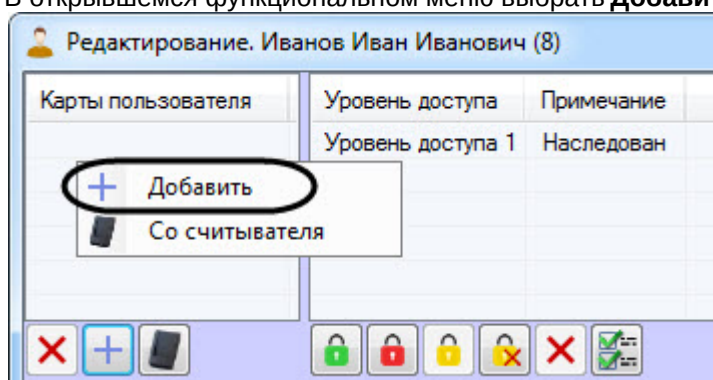 В открывшемся функциональном меню выбрать Добави
Редактирование. Иванов Иван Иванович (8)
Карты пользователя Уровень доступа Примечание
Уровень доступа 1 Наследован
Добавить
Со считывателя